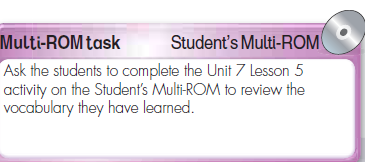 Multi-ROM task Student's Multi-ROM
Ask the students to complete the Unit 7 Lesson 5
activity on the Student's Multi-ROM to review the
vocabulary they have learned.